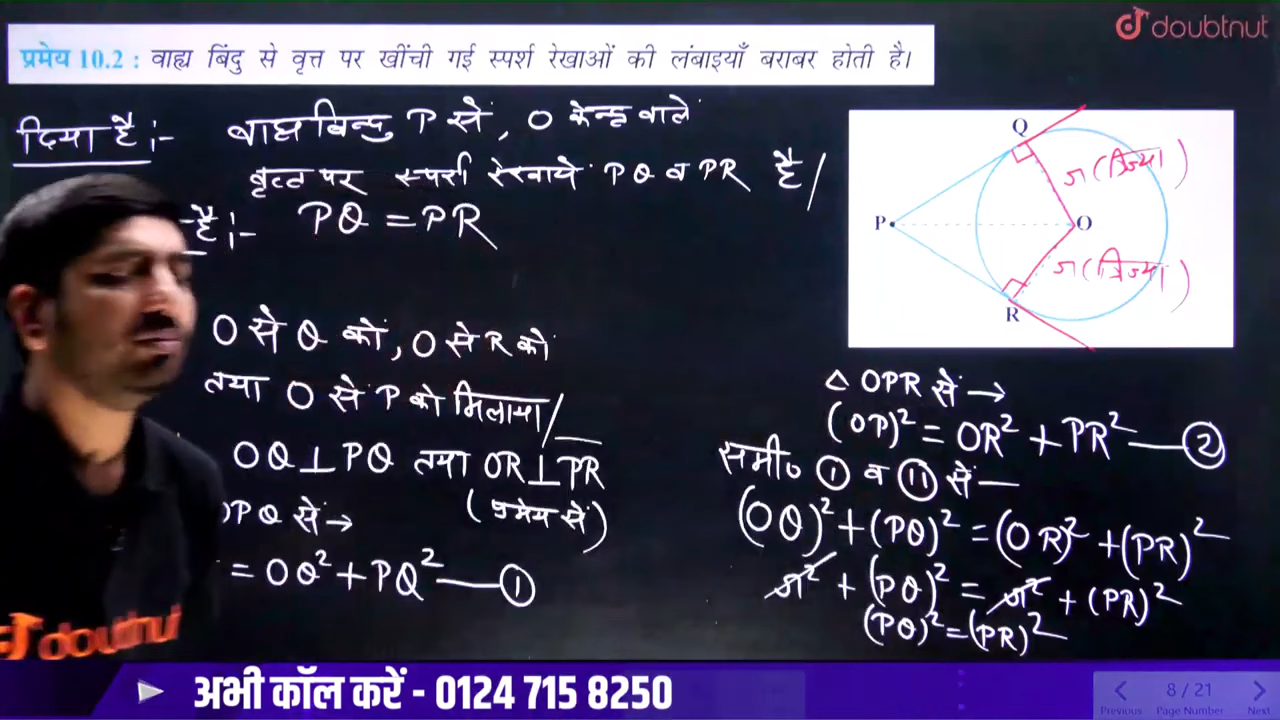 doubtnut
प्रमेय 10.2 : वाह्य बिंदु से वृत्त पर खींची गई स्पर्श रेखाओं की लंबाइयाँ बराबर होती है।
दिया है :- बाह्य बिन्दु P से, O केन्द्र वाले
वृत्त पर स्पर्श रेखायें PQ व PR है /
है :- PQ = PR
O से Q को, O से R को
तथा O से P को मिलाया /
OQ ⊥ PQ तथा OR ⊥ PR
(प्रमेय से)
OPQ से →
= OQ² + PQ² — ①
Q
P
O
R
त्रिज्या)
(त्रिज्या)
△ OPR से →
(OP)² = OR² + PR² — ②
समी० ① व ⑪ से —
(OQ)² + (PQ)² = (OR)² + (PR)²
+ (PQ)² = + (PR)²
(PQ)² = (PR)²
doubtnut
अभी कॉल करें - 0124 715 8250
8 / 21
Previous Page Number Next